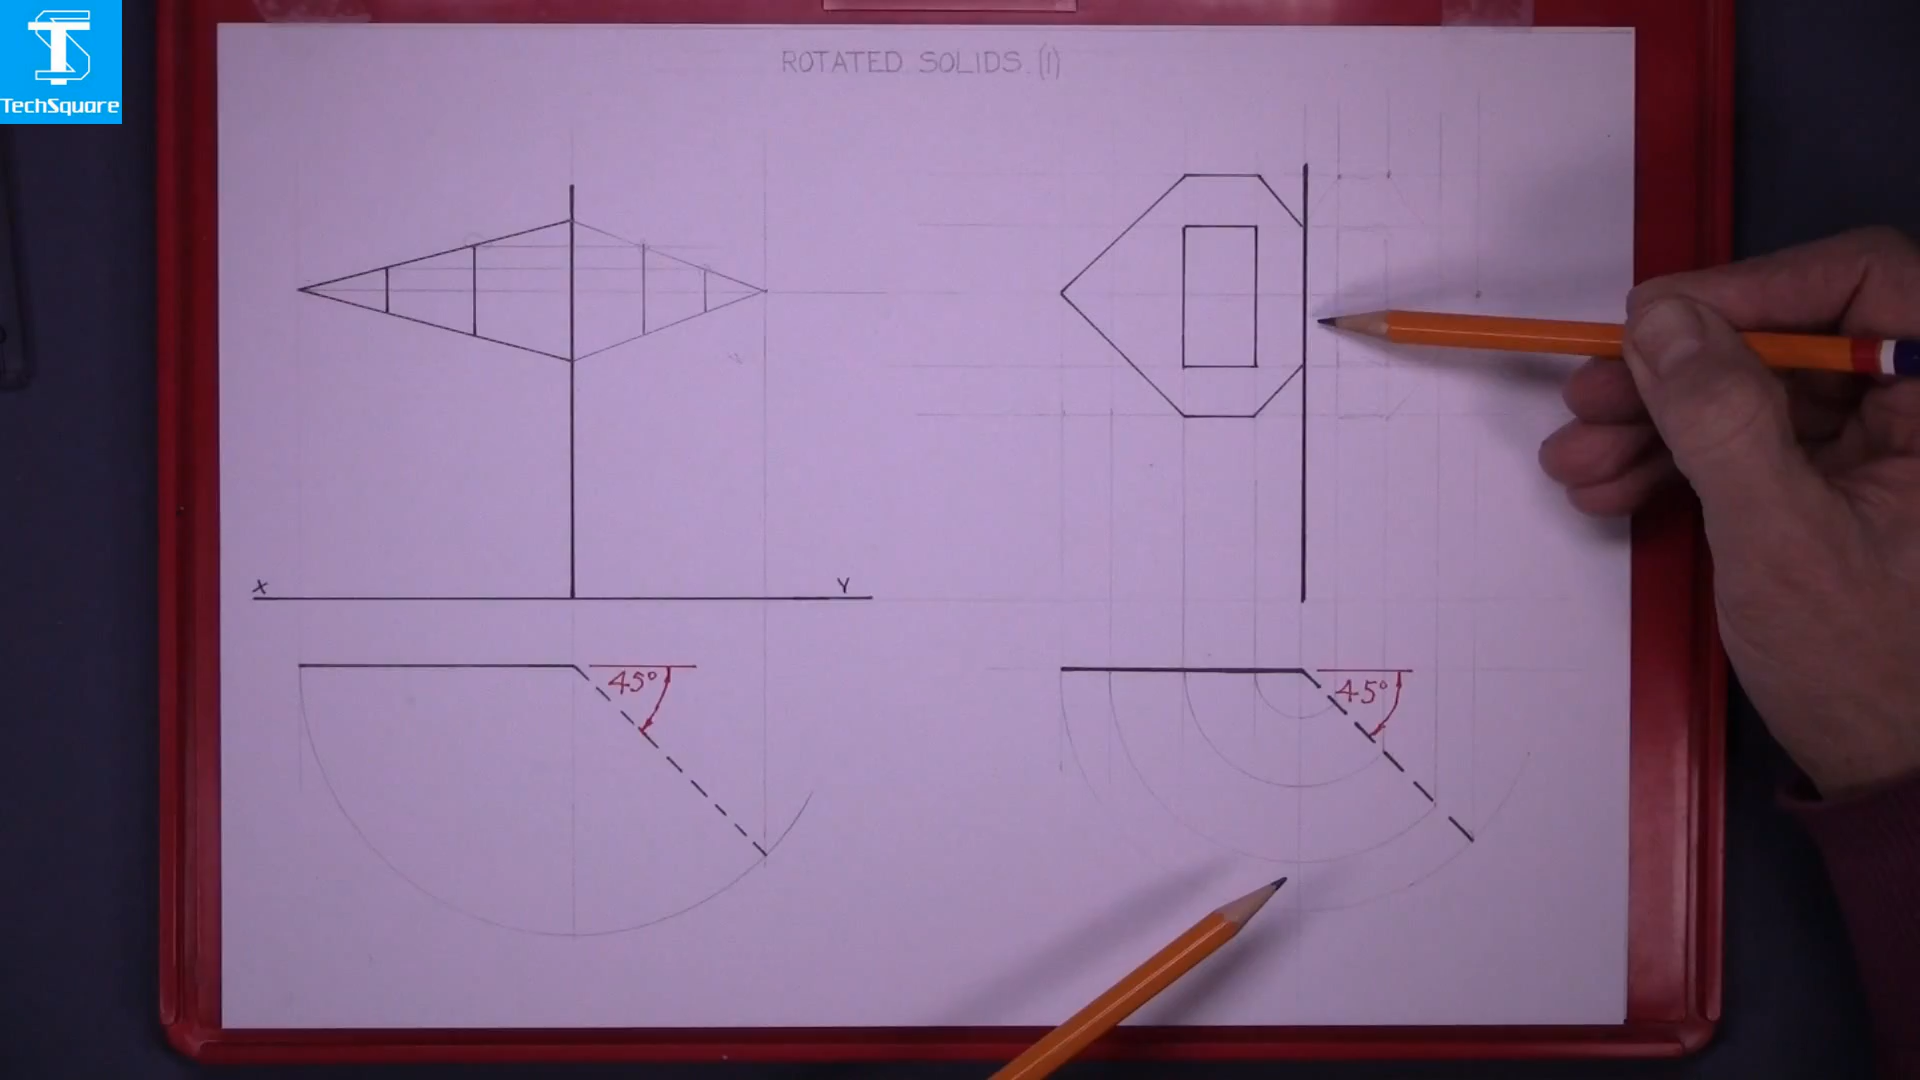 TechSquare
ROTATED SOLIDS. (1)
X
Y
45°
45°